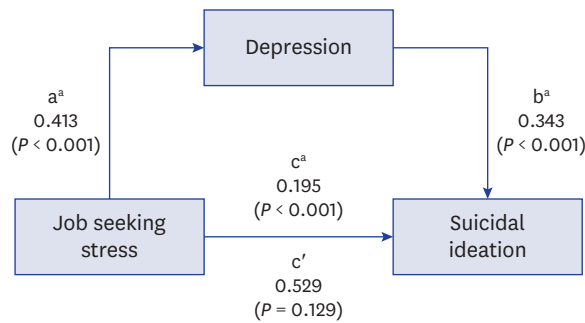 Depression
aᵃ
0.413
(P < 0.001)
bᵃ
0.343
(P < 0.001)
cᵃ
0.195
(P < 0.001)
Job seeking
stress
Suicidal
ideation
c′
0.529
(P = 0.129)